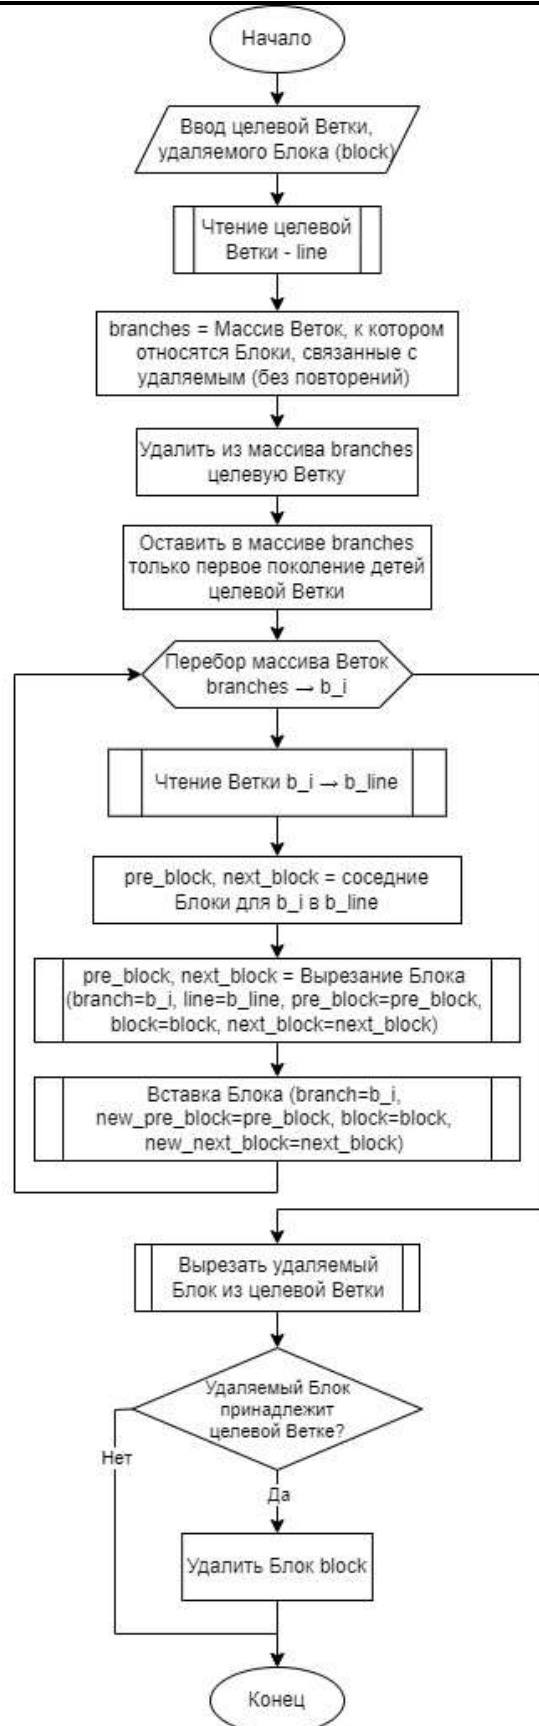 Начало
Ввод целевой Ветки,
удаляемого Блока (block)
Чтение целевой
Ветки - line
branches = Массив Веток, к котором
относятся Блоки, связанные с
удаляемым (без повторений)
Удалить из массива branches
целевую Ветку
Оставить в массиве branches
только первое поколение детей
целевой Ветки
Перебор массива Веток
branches → b_i
Чтение Ветки b_i → b_line
pre_block, next_block = соседние
Блоки для b_i в b_line
pre_block, next_block = Вырезание Блока
(branch=b_i, line=b_line, pre_block=pre_block,
block=block, next_block=next_block)
Вставка Блока (branch=b_i,
new_pre_block=pre_block, block=block,
new_next_block=next_block)
Вырезать удаляемый
Блок из целевой Ветки
Удаляемый Блок
принадлежит
целевой Ветке?
Нет
Да
Удалить Блок block
Конец